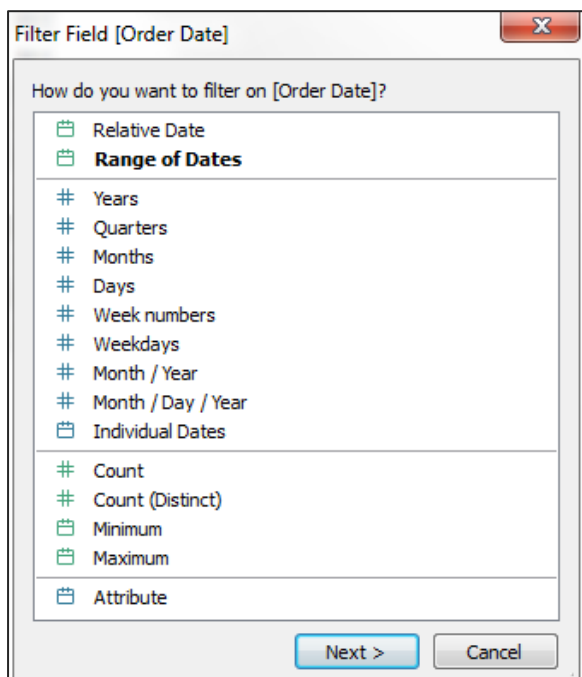 Filter Field [Order Date]
How do you want to filter on [Order Date]?
Relative Date
Range of Dates
Years
Quarters
Months
Days
Week numbers
Weekdays
Month / Year
Month / Day / Year
Individual Dates
Count
Count (Distinct)
Minimum
Maximum
Attribute
Next > Cancel